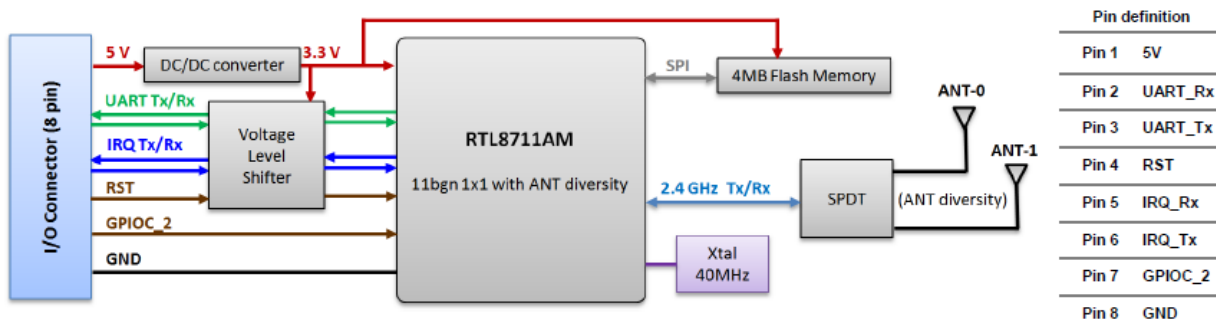 I/O Connector (8 pin)
5 V
DC/DC converter
3.3 V
UART Tx/Rx
IRQ Tx/Rx
RST
GPIOC_2
GND
Voltage
Level
Shifter
RTL8711AM
11bgn 1x1 with ANT diversity
SPI
4MB Flash Memory
2.4 GHz Tx/Rx
Xtal
40MHz
SPDT
ANT-0
ANT-1
(ANT diversity)
Pin definition
Pin 1 5V
Pin 2 UART_Rx
Pin 3 UART_Tx
Pin 4 RST
Pin 5 IRQ_Rx
Pin 6 IRQ_Tx
Pin 7 GPIOC_2
Pin 8 GND